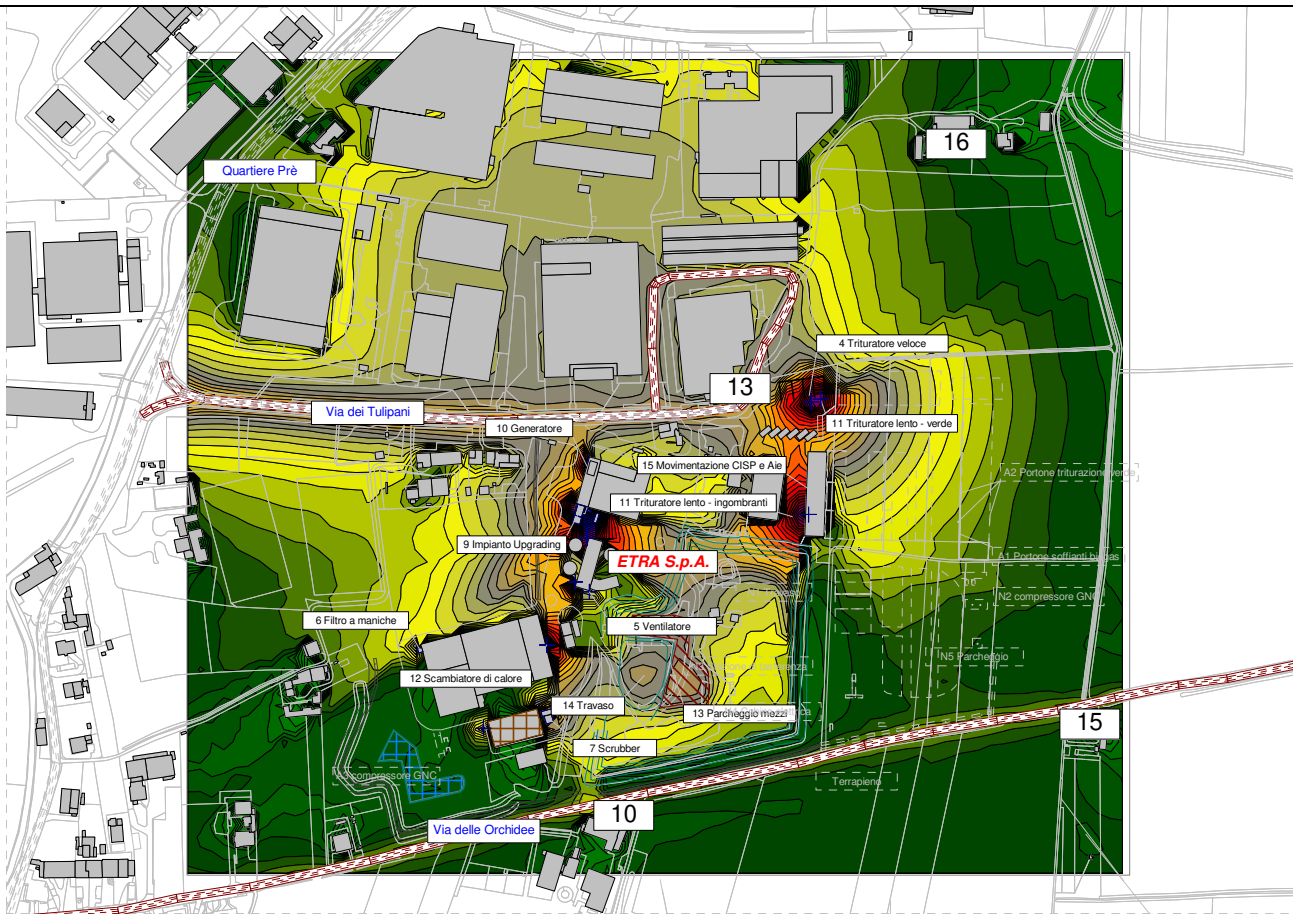 16
Quartiere Prè
4 Trituratore veloce
13
Via dei Tulipani
11 Trituratore lento - verde
10 Generatore
15 Movimentazione CISP e Aie
A2 Portone triturazione verde
11 Trituratore lento - ingombranti
9 Impianto Upgrading
ETRA S.p.A.
A1 Portone soffianti biogas
N2 compressore GNC
6 Filtro a maniche
5 Ventilatore
N5 Parcheggio
12 Scambiatore di calore
14 Travaso
13 Parcheggio mezzi
15
7 Scrubber
A3 compressore GNC
Terrapieno
10
Via delle Orchidee